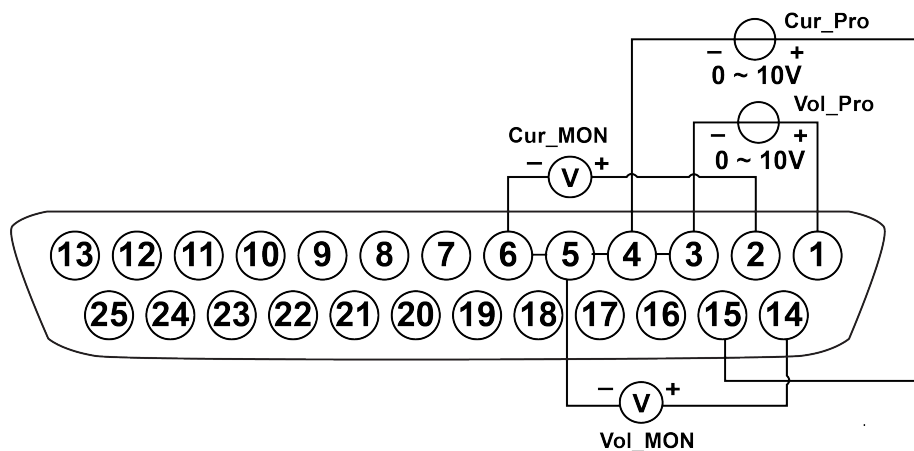 Cur_Pro
− +
0 ~ 10V
Vol_Pro
− +
0 ~ 10V
Cur_MON
− V +
13 12 11 10 9 8 7 6 5 4 3 2 1
25 24 23 22 21 20 19 18 17 16 15 14
− V +
Vol_MON